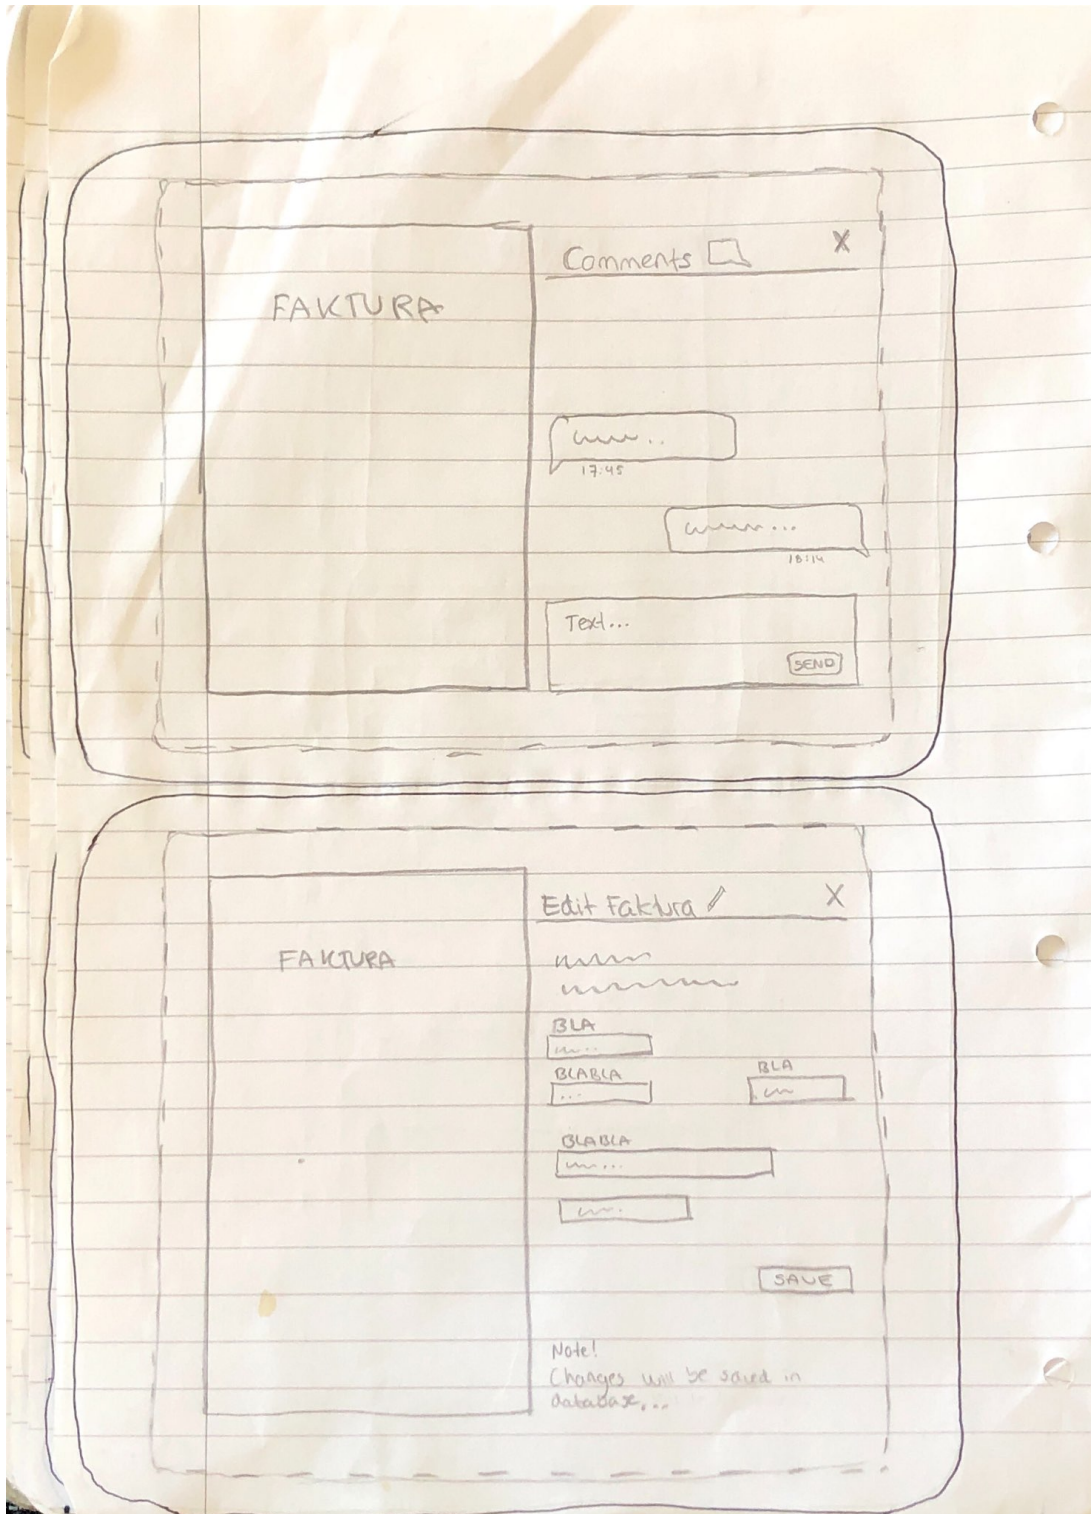 Comments
X
FAKTURA
17:45
18:14
Text...
SEND
Edit Faktura
X
FAKTURA
BLA
...
BLABLA
...
BLA
BLABLA
...
SAVE
Note!
Changes will be saved in
database...